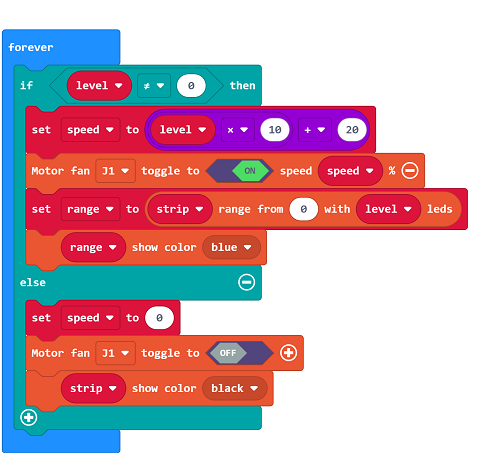 forever
if level ≠ 0 then
set speed to level × 10 + 20
Motor fan J1 toggle to ON speed speed %
set range to strip range from 0 with level leds
range show color blue
else
set speed to 0
Motor fan J1 toggle to OFF
strip show color black